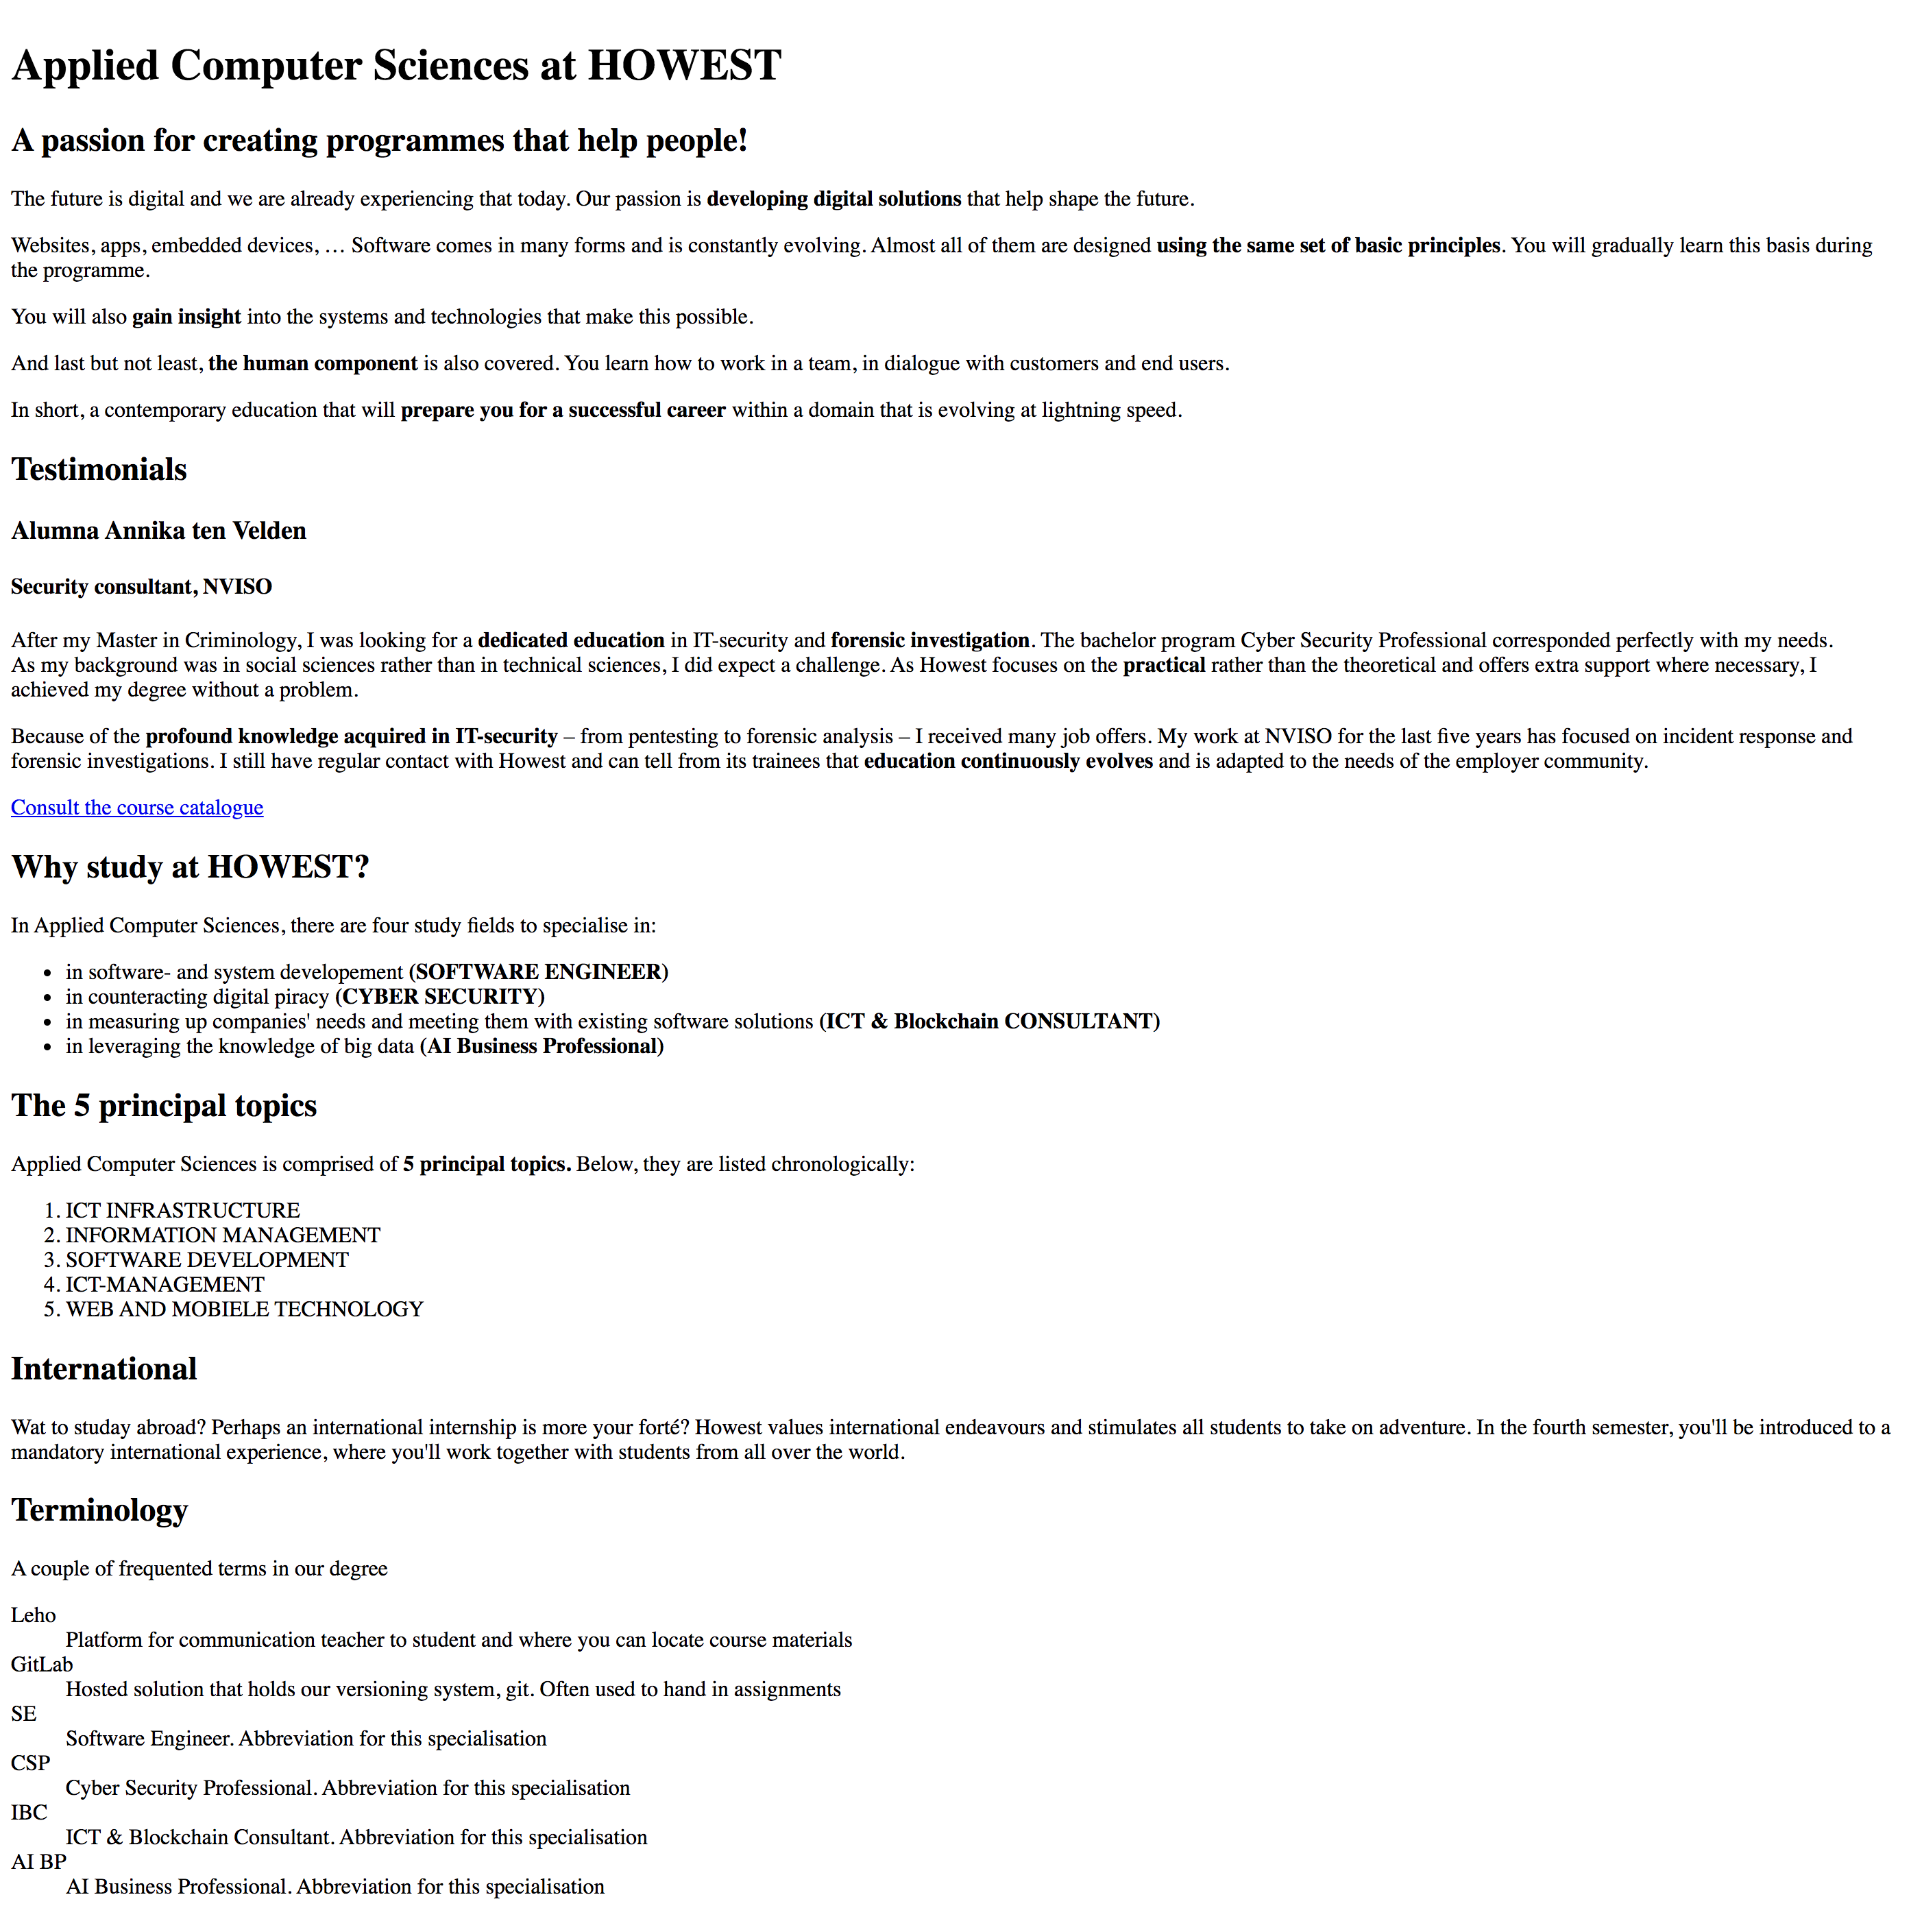 Applied Computer Sciences at HOWEST
A passion for creating programmes that help people!
The future is digital and we are already experiencing that today. Our passion is developing digital solutions that help shape the future.
Websites, apps, embedded devices, … Software comes in many forms and is constantly evolving. Almost all of them are designed using the same set of basic principles. You will gradually learn this basis during
the programme.
You will also gain insight into the systems and technologies that make this possible.
And last but not least, the human component is also covered. You learn how to work in a team, in dialogue with customers and end users.
In short, a contemporary education that will prepare you for a successful career within a domain that is evolving at lightning speed.
Testimonials
Alumna Annika ten Velden
Security consultant, NVISO
After my Master in Criminology, I was looking for a dedicated education in IT-security and forensic investigation. The bachelor program Cyber Security Professional corresponded perfectly with my needs.
As my background was in social sciences rather than in technical sciences, I did expect a challenge. As Howest focuses on the practical rather than the theoretical and offers extra support where necessary, I
achieved my degree without a problem.
Because of the profound knowledge acquired in IT-security – from pentesting to forensic analysis – I received many job offers. My work at NVISO for the last five years has focused on incident response and
forensic investigations. I still have regular contact with Howest and can tell from its trainees that education continuously evolves and is adapted to the needs of the employer community.
Consult the course catalogue
Why study at HOWEST?
In Applied Computer Sciences, there are four study fields to specialise in:
• in software- and system developement (SOFTWARE ENGINEER)
• in counteracting digital piracy (CYBER SECURITY)
• in measuring up companies' needs and meeting them with existing software solutions (ICT & Blockchain CONSULTANT)
• in leveraging the knowledge of big data (AI Business Professional)
The 5 principal topics
Applied Computer Sciences is comprised of 5 principal topics. Below, they are listed chronologically:
1. ICT INFRASTRUCTURE
2. INFORMATION MANAGEMENT
3. SOFTWARE DEVELOPMENT
4. ICT-MANAGEMENT
5. WEB AND MOBIELE TECHNOLOGY
International
Wat to studay abroad? Perhaps an international internship is more your forté? Howest values international endeavours and stimulates all students to take on adventure. In the fourth semester, you'll be introduced to a
mandatory international experience, where you'll work together with students from all over the world.
Terminology
A couple of frequented terms in our degree
Leho
Platform for communication teacher to student and where you can locate course materials
GitLab
Hosted solution that holds our versioning system, git. Often used to hand in assignments
SE
Software Engineer. Abbreviation for this specialisation
CSP
Cyber Security Professional. Abbreviation for this specialisation
IBC
ICT & Blockchain Consultant. Abbreviation for this specialisation
AI BP
AI Business Professional. Abbreviation for this specialisation